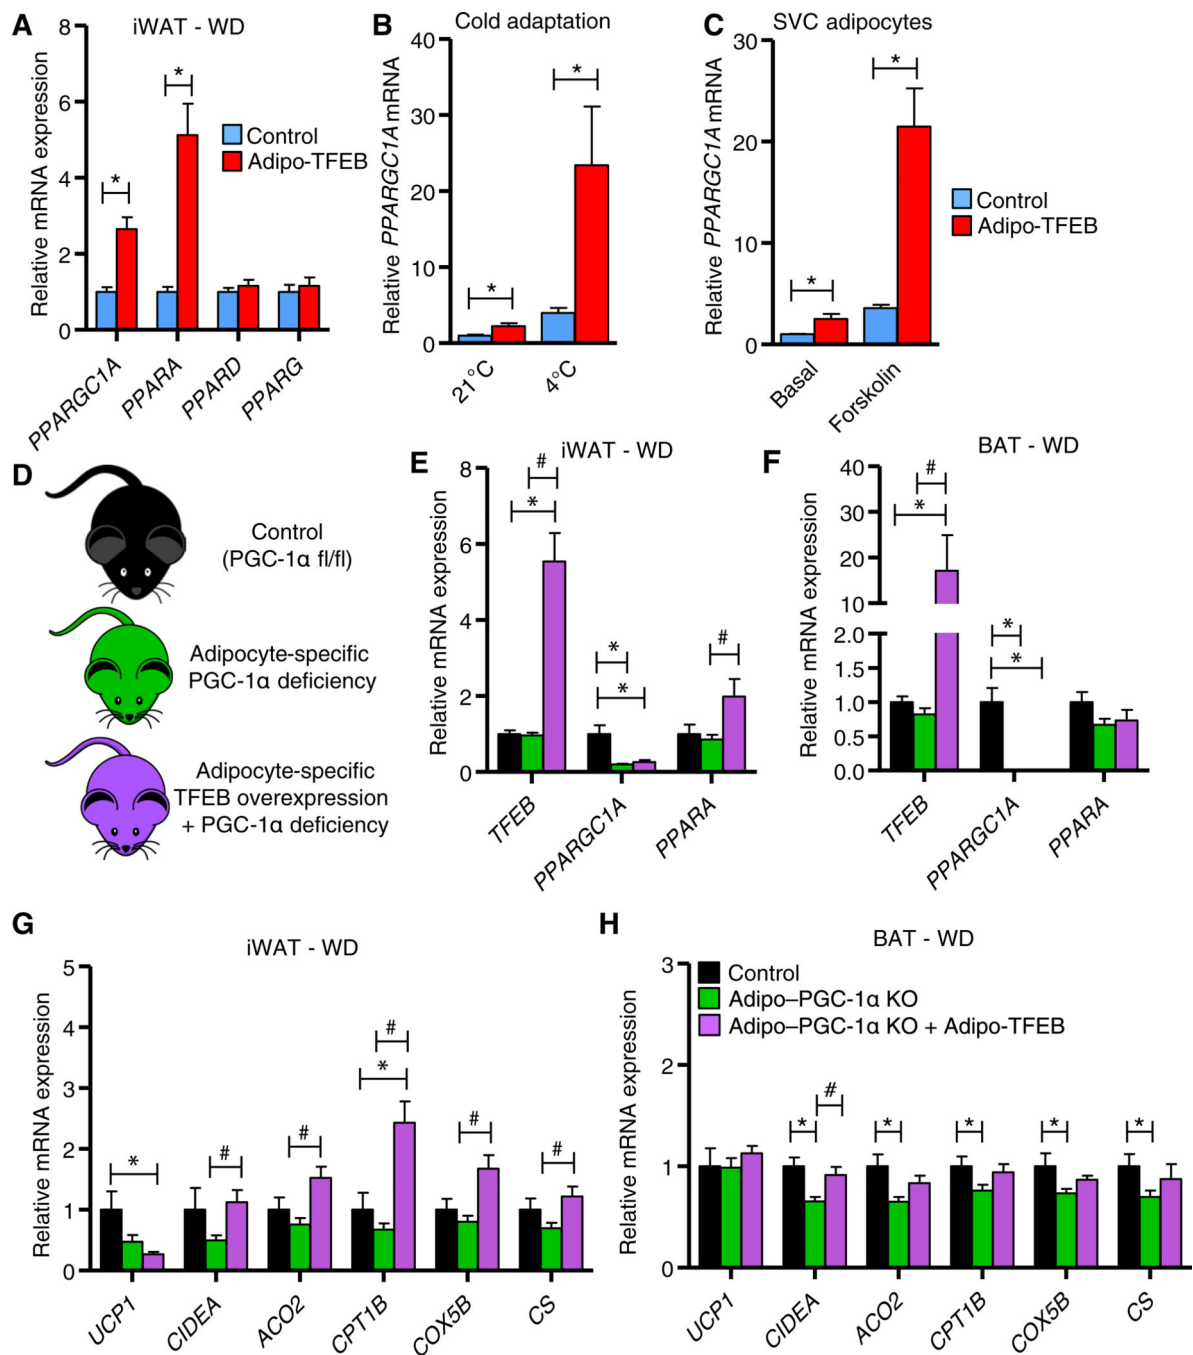 A
iWAT - WD
Relative mRNA expression
8
6
4
2
0
*
*
Control
Adipo-TFEB
PPARGC1A
PPARA
PPARD
PPARG
B
Cold adaptation
Relative PPARGC1A mRNA
40
30
20
10
0
*
*
21°C
4°C
C
SVC adipocytes
Relative PPARGC1A mRNA
30
20
10
0
*
*
Control
Adipo-TFEB
Basal
Forskolin
D
Control
(PGC-1α fl/fl)
Adipocyte-specific
PGC-1α deficiency
Adipocyte-specific
TFEB overexpression
+ PGC-1α deficiency
E
iWAT - WD
Relative mRNA expression
8
6
4
2
0
#
*
*
*
#
TFEB
PPARGC1A
PPARA
F
BAT - WD
Relative mRNA expression
40
30
20
10
2.0
1.5
1.0
0.5
0.0
#
*
*
*
TFEB
PPARGC1A
PPARA
G
iWAT - WD
Relative mRNA expression
5
4
3
2
1
0
*
#
#
#
*
#
#
UCP1
CIDEA
ACO2
CPT1B
COX5B
CS
H
BAT - WD
Relative mRNA expression
3
2
1
0
Control
Adipo–PGC-1α KO
Adipo–PGC-1α KO + Adipo-TFEB
*
#
*
*
*
*
UCP1
CIDEA
ACO2
CPT1B
COX5B
CS